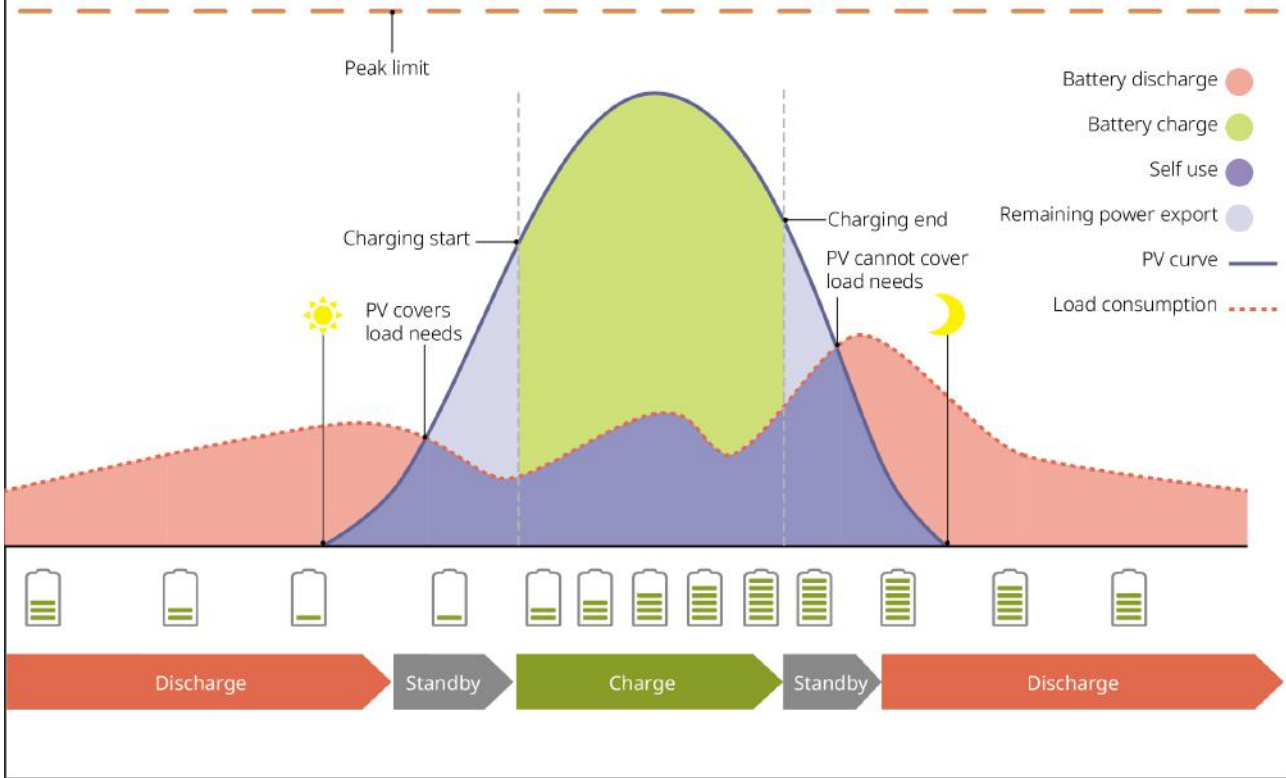 Peak limit
Battery discharge
Battery charge
Self use
Remaining power export
PV curve
Load consumption
Charging start
Charging end
PV covers
load needs
PV cannot cover
load needs
Discharge
Standby
Charge
Standby
Discharge